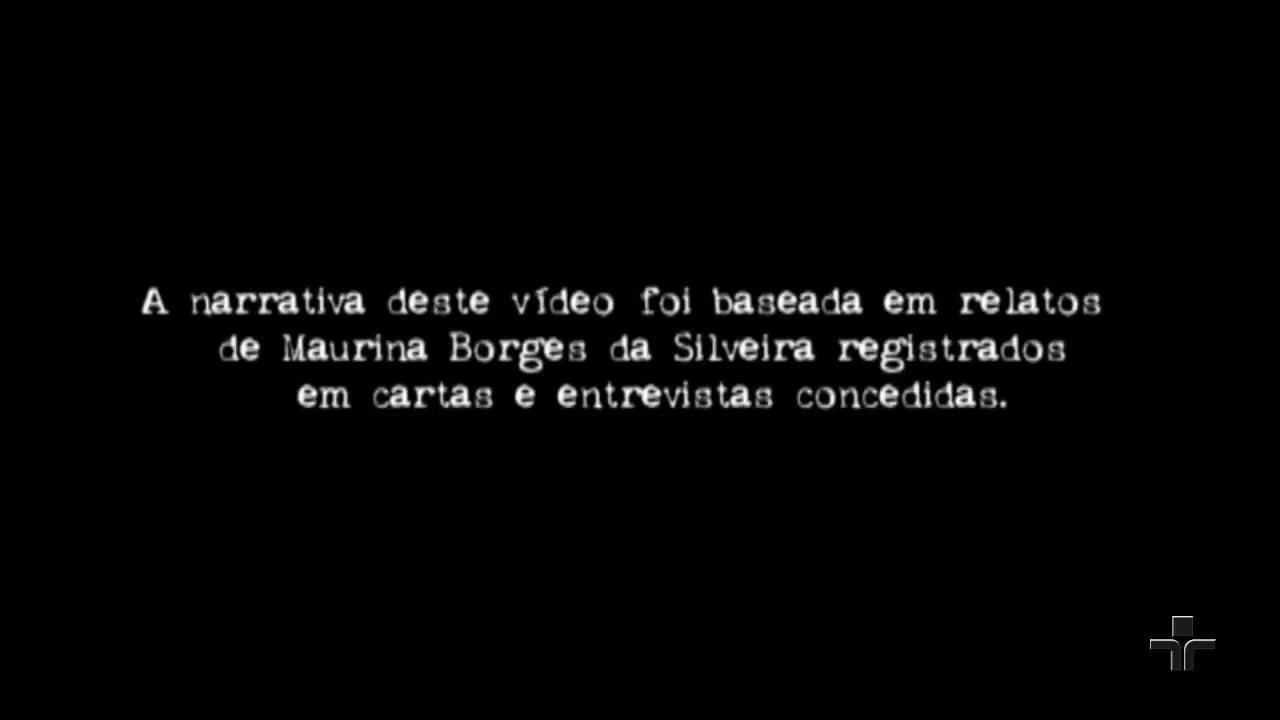 A narrativa deste vídeo foi baseada em relatos
de Maurina Borges da Silveira registrados
em cartas e entrevistas concedidas.